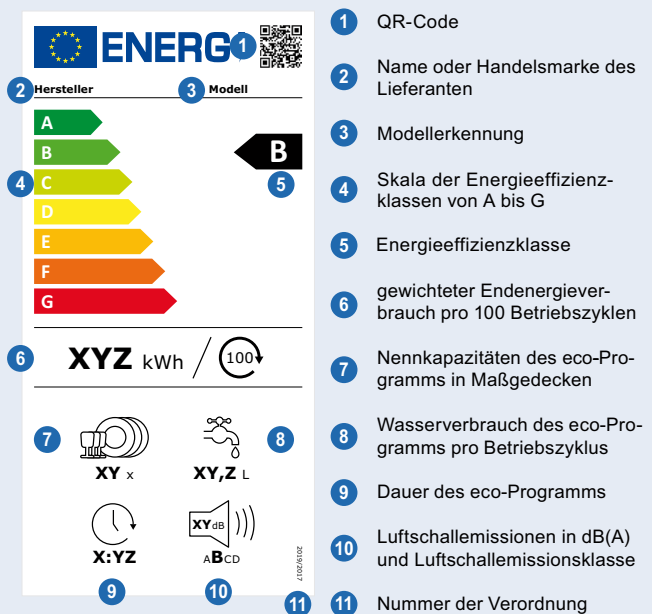 ENERG
1
Hersteller
Modell
2
3
A
B
C
D
E
F
G
B
4
5
XYZ kWh / 100
6
7
8
XY x
XY,Z L
XYdB
X:YZ
ABCD
9
10
2019/2017
11
1 QR-Code
2 Name oder Handelsmarke des
Lieferanten
3 Modellerkennung
4 Skala der Energieeffizienz-
klassen von A bis G
5 Energieeffizienzklasse
6 gewichteter Endenergiever-
brauch pro 100 Betriebszyklen
7 Nennkapazitäten des eco-Pro-
gramms in Maßgedecken
8 Wasserverbrauch des eco-Pro-
gramms pro Betriebszyklus
9 Dauer des eco-Programms
10 Luftschallemissionen in dB(A)
und Luftschallemissionsklasse
11 Nummer der Verordnung